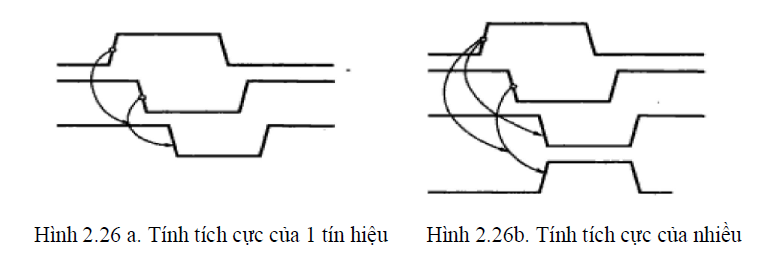 Hình 2.26 a. Tính tích cực của 1 tín hiệu
Hình 2.26b. Tính tích cực của nhiều